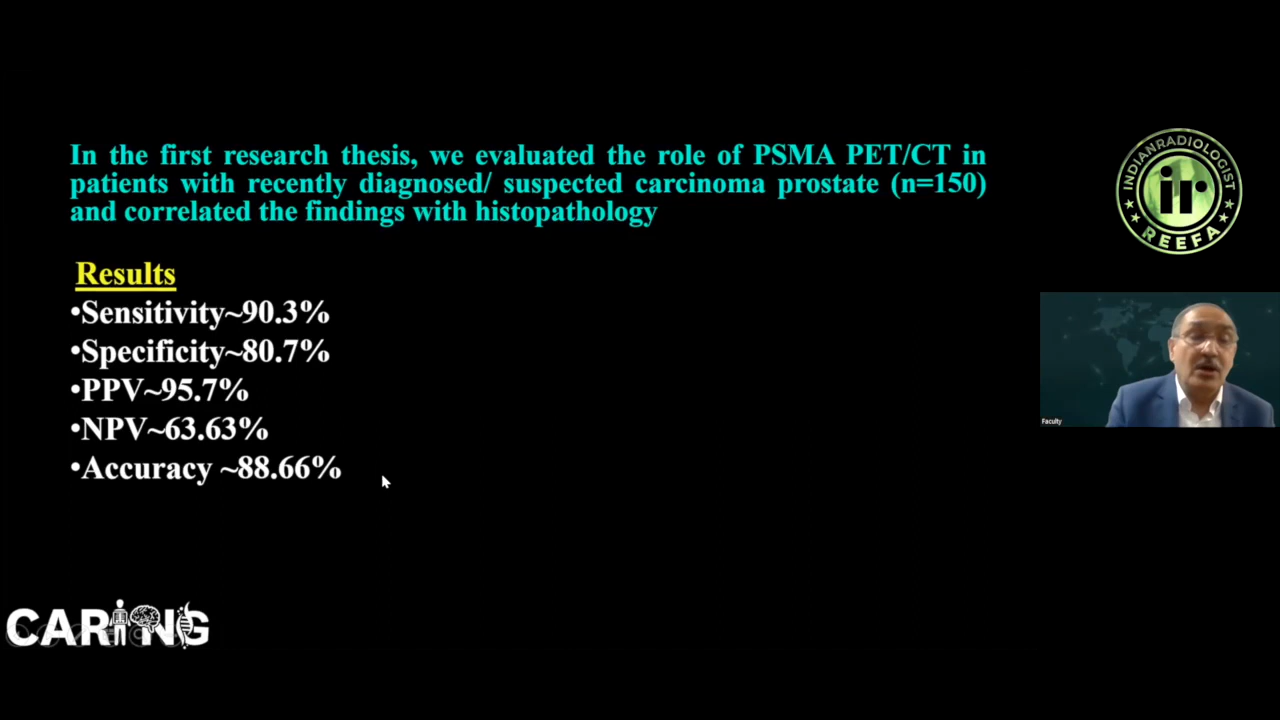 In the first research thesis, we evaluated the role of PSMA PET/CT in
patients with recently diagnosed/ suspected carcinoma prostate (n=150)
and correlated the findings with histopathology
Results
•Sensitivity~90.3%
•Specificity~80.7%
•PPV~95.7%
•NPV~63.63%
•Accuracy ~88.66%
INDIANRADIOLOGIST
ir
REEFA
Faculty
CARING